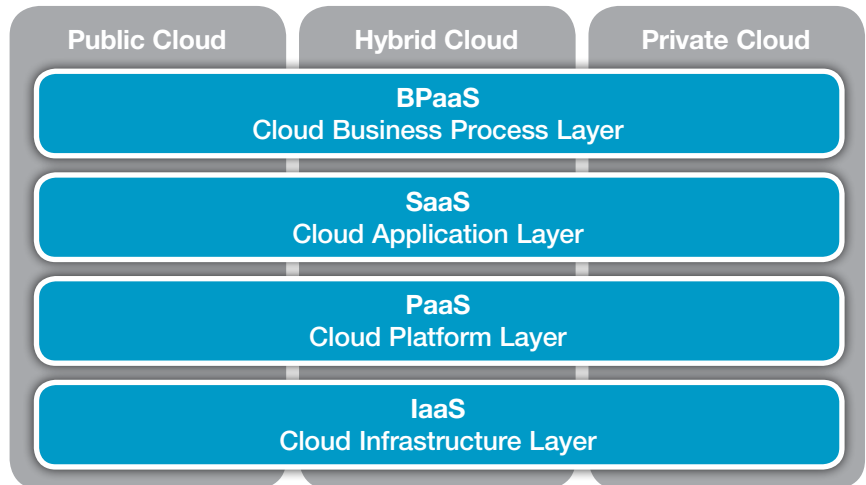 Public Cloud
Hybrid Cloud
Private Cloud
BPaaS
Cloud Business Process Layer
SaaS
Cloud Application Layer
PaaS
Cloud Platform Layer
IaaS
Cloud Infrastructure Layer